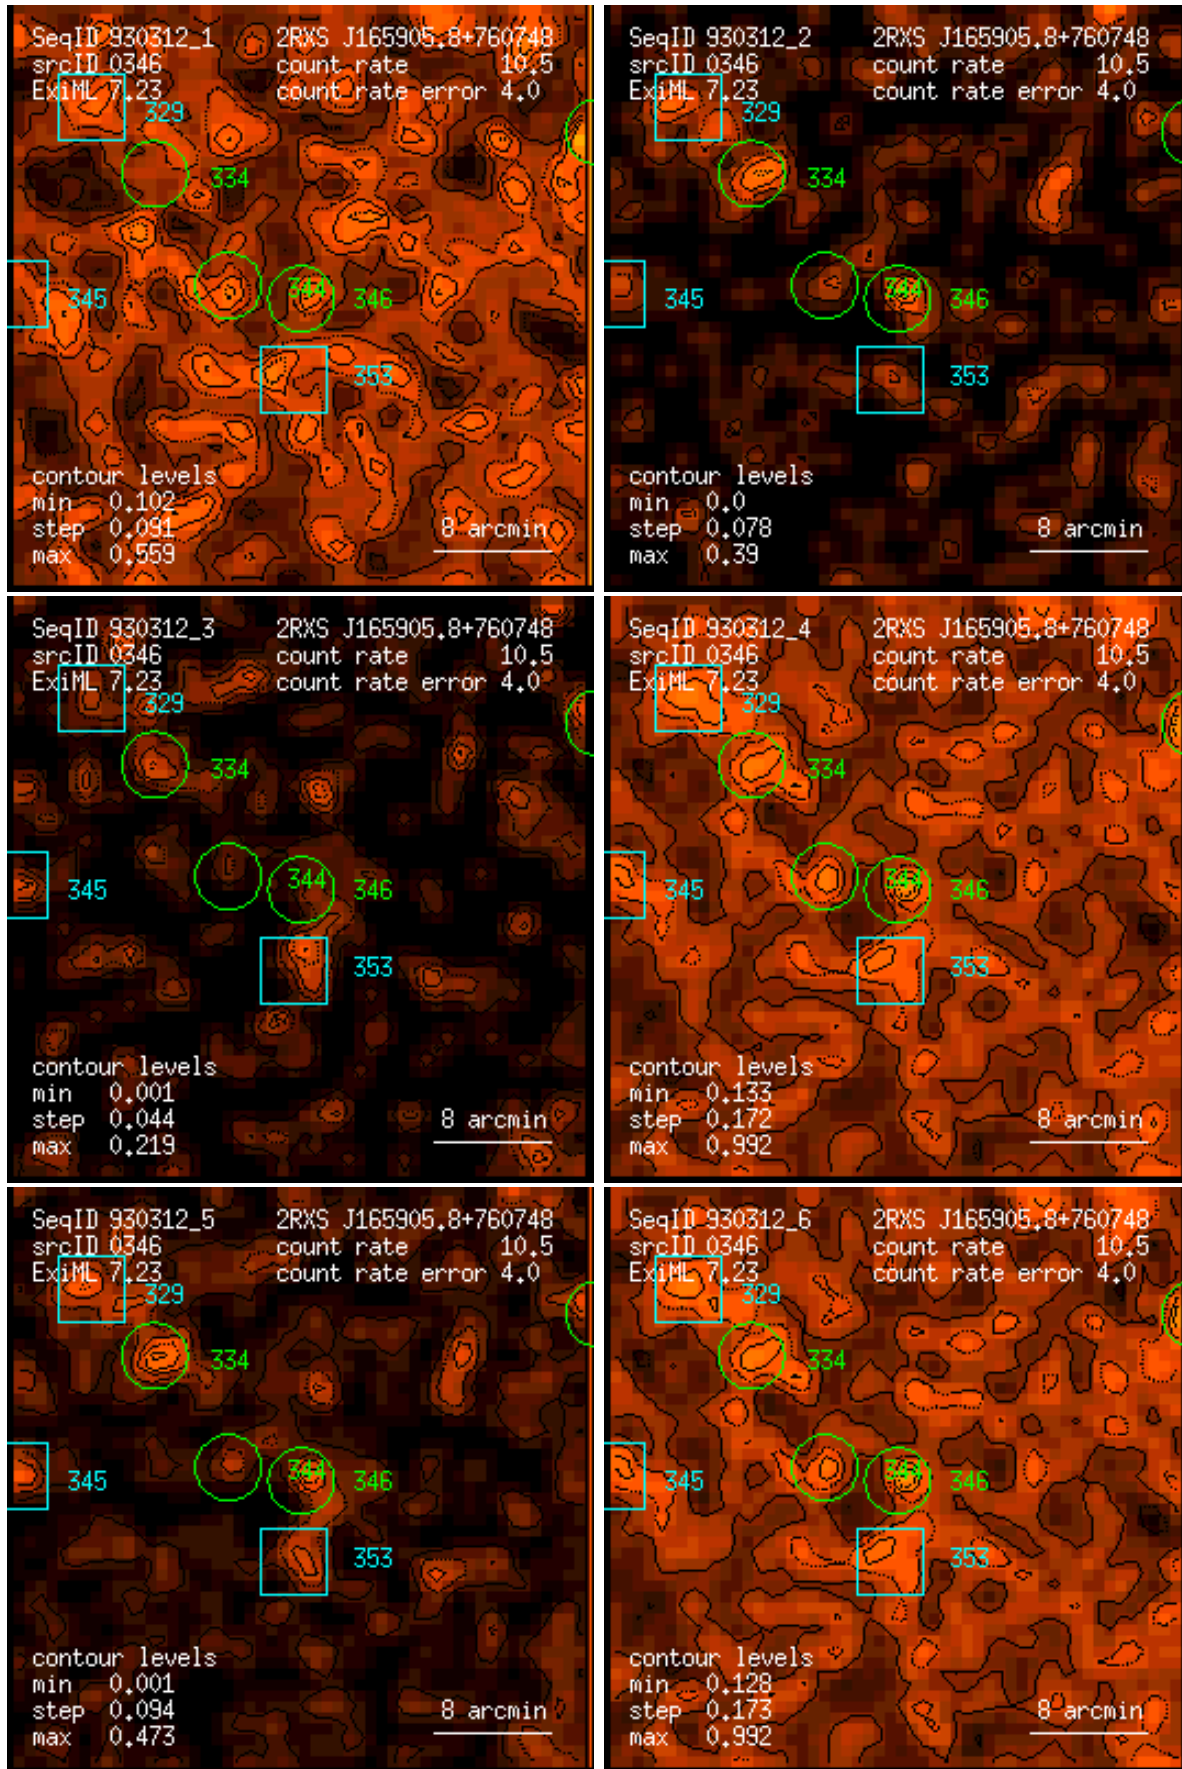 SeqID 930312_1 2RXS J165905.8+760748
srcID 0346 count rate 10.5
ExiML 7.23 count rate error 4.0
329
334
344
345 346
353
contour levels
min 0.102
step 0.091 8 arcmin
max 0.559
SeqID 930312_2 2RXS J165905.8+760748
srcID 0346 count rate 10.5
ExiML 7.23 count rate error 4.0
329
334
344
345 346
353
contour levels
min 0.0
step 0.078 8 arcmin
max 0.39
SeqID 930312_3 2RXS J165905.8+760748
srcID 0346 count rate 10.5
ExiML 7.23 count rate error 4.0
329
334
344
345 346
353
contour levels
min 0.001
step 0.044 8 arcmin
max 0.219
SeqID 930312_4 2RXS J165905.8+760748
srcID 0346 count rate 10.5
ExiML 7.23 count rate error 4.0
329
334
344
345 346
353
contour levels
min 0.133
step 0.172 8 arcmin
max 0.992
SeqID 930312_5 2RXS J165905.8+760748
srcID 0346 count rate 10.5
ExiML 7.23 count rate error 4.0
329
334
344
345 346
353
contour levels
min 0.001
step 0.094 8 arcmin
max 0.473
SeqID 930312_6 2RXS J165905.8+760748
srcID 0346 count rate 10.5
ExiML 7.23 count rate error 4.0
329
334
344
345 346
353
contour levels
min 0.128
step 0.173 8 arcmin
max 0.992